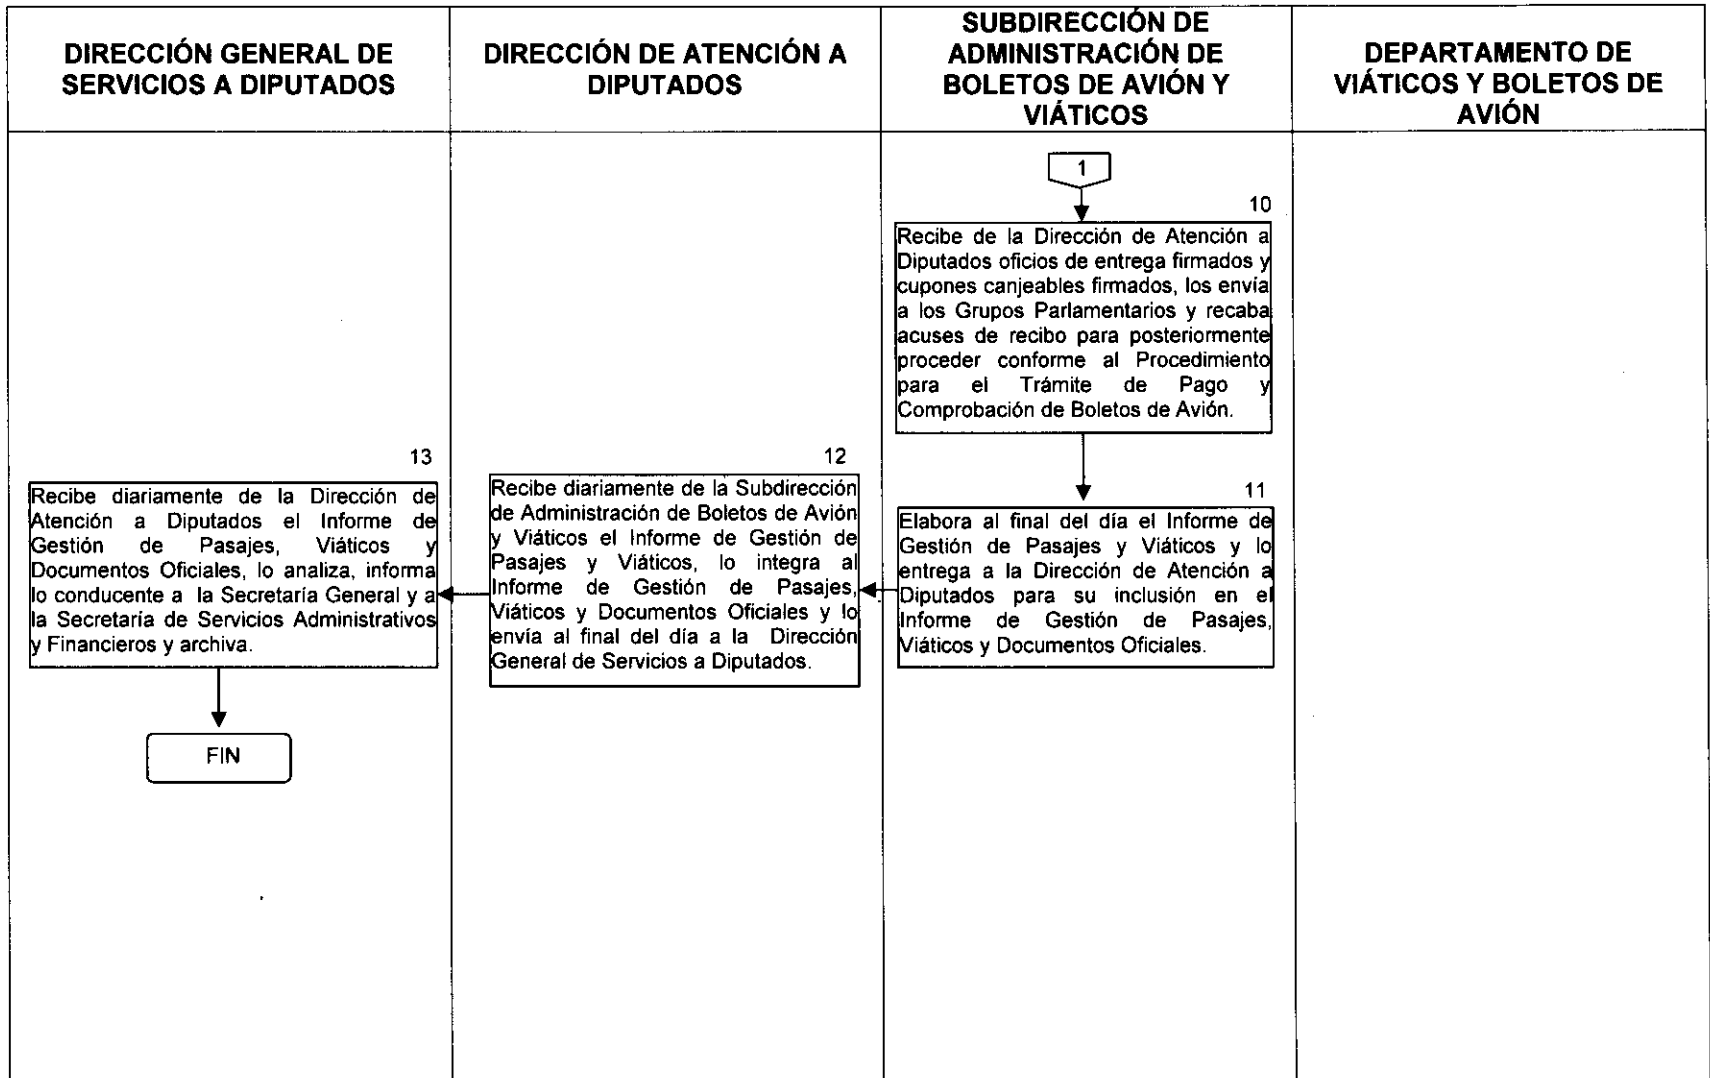 DIRECCIÓN GENERAL DE
SERVICIOS A DIPUTADOS
DIRECCIÓN DE ATENCIÓN A
DIPUTADOS
SUBDIRECCIÓN DE
ADMINISTRACIÓN DE
BOLETOS DE AVIÓN Y
VIÁTICOS
DEPARTAMENTO DE
VIÁTICOS Y BOLETOS DE
AVIÓN
1
10
Recibe de la Dirección de Atención a
Diputados oficios de entrega firmados y
cupones canjeables firmados, los envía
a los Grupos Parlamentarios y recaba
acuses de recibo para posteriormente
proceder conforme al Procedimiento
para el Trámite de Pago y
Comprobación de Boletos de Avión.
11
Elabora al final del día el Informe de
Gestión de Pasajes y Viáticos y lo
entrega a la Dirección de Atención a
Diputados para su inclusión en el
Informe de Gestión de Pasajes,
Viáticos y Documentos Oficiales.
12
Recibe diariamente de la Subdirección
de Administración de Boletos de Avión
y Viáticos el Informe de Gestión de
Pasajes y Viáticos, lo integra al
Informe de Gestión de Pasajes,
Viáticos y Documentos Oficiales y lo
envía al final del día a la Dirección
General de Servicios a Diputados.
13
Recibe diariamente de la Dirección de
Atención a Diputados el Informe de
Gestión de Pasajes, Viáticos y
Documentos Oficiales, lo analiza, informa
lo conducente a la Secretaría General y a
la Secretaría de Servicios Administrativos
y Financieros y archiva.
FIN